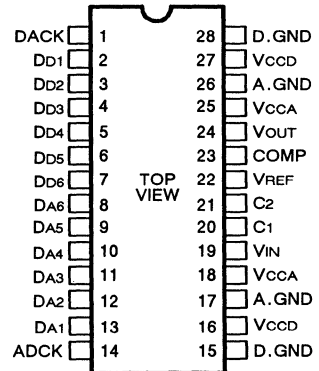 DACK 1 28 D.GND
DD1 2 27 VCCD
DD2 3 26 A.GND
DD3 4 25 VCCA
DD4 5 24 VOUT
DD5 6 23 COMP
DD6 7 TOP 22 VREF
DA6 8 VIEW 21 C2
DA5 9 20 C1
DA4 10 19 VIN
DA3 11 18 VCCA
DA2 12 17 A.GND
DA1 13 16 VCCD
ADCK 14 15 D.GND